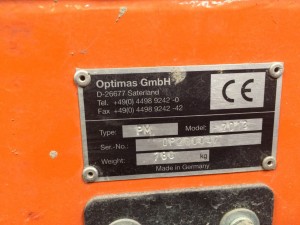 Optimas GmbH
D-26677 Saterland
Tel. +49(0) 4498 9242 -0
Fax +49(0) 4498 9242 -42
CE
Type: PM Model:
Ser.-No.:
Weight: kg
Made in Germany